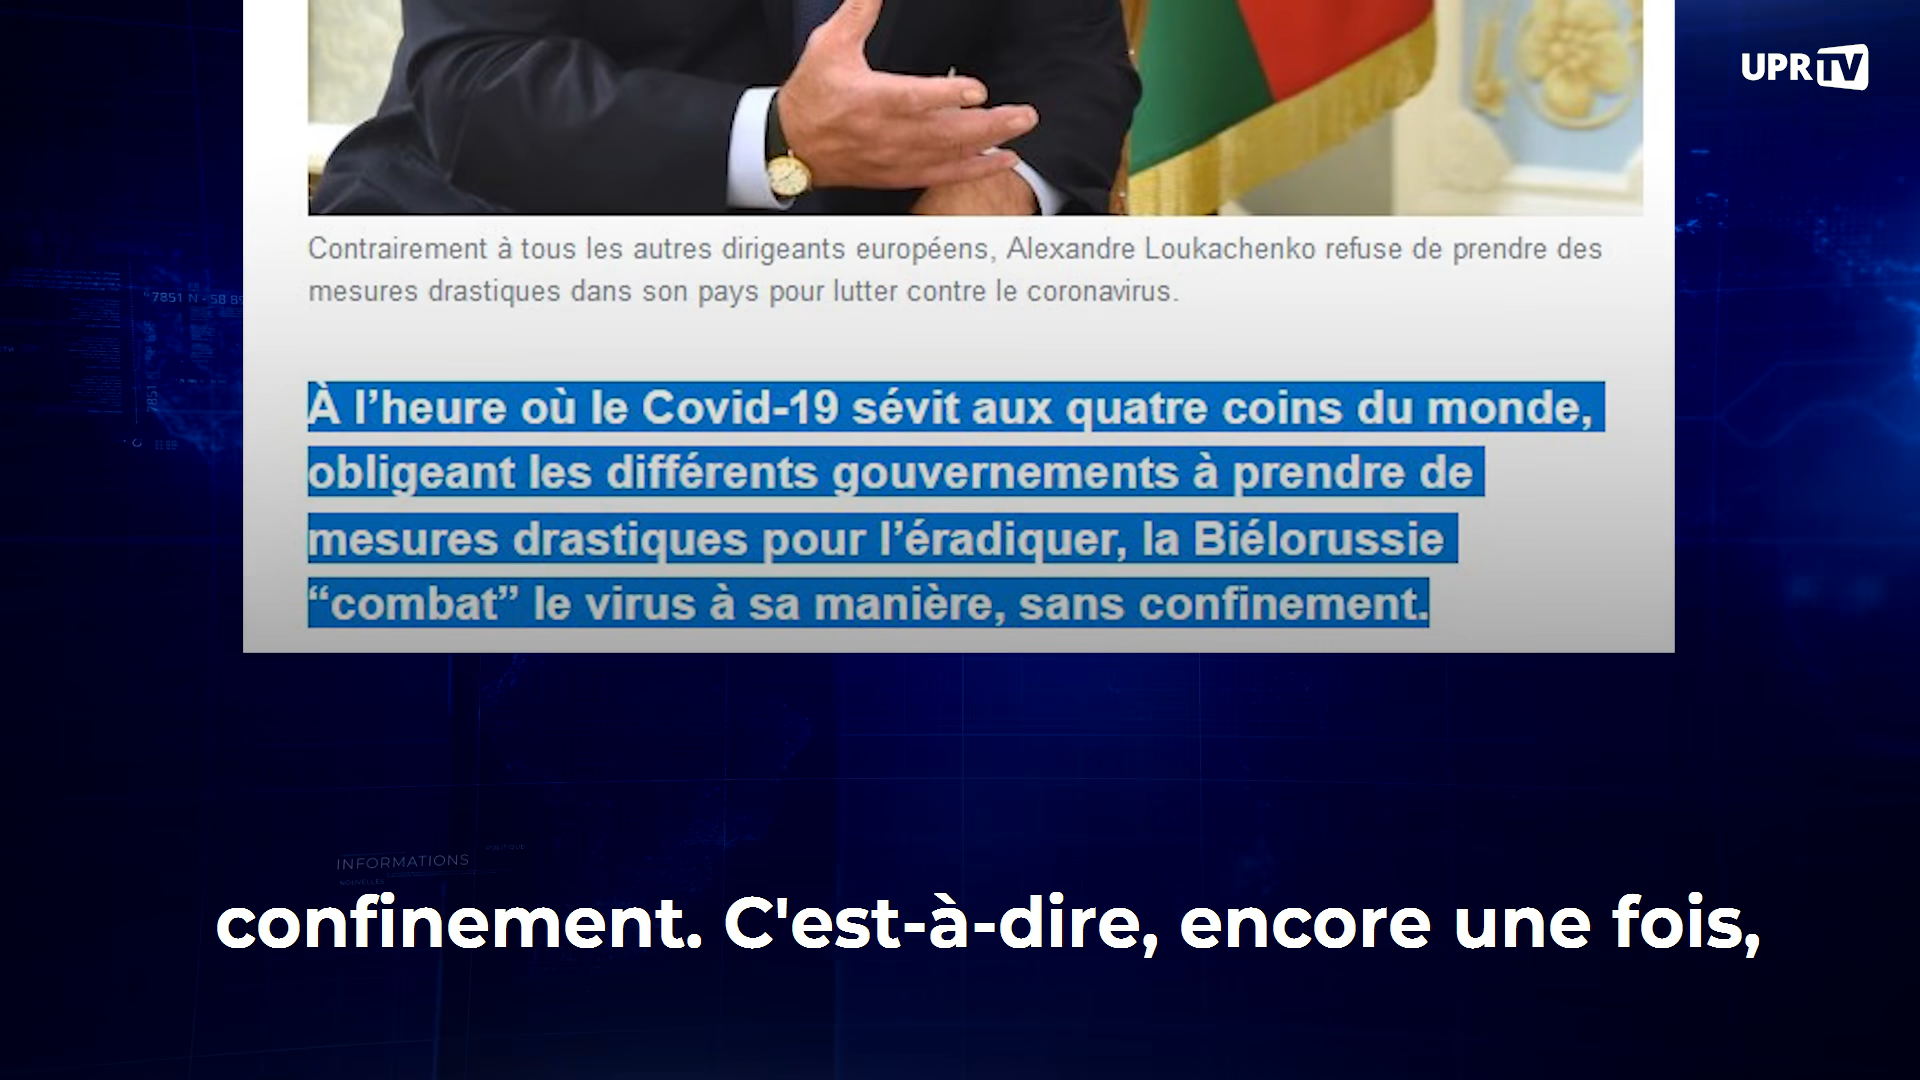 UPR TV
Contrairement à tous les autres dirigeants européens, Alexandre Loukachenko refuse de prendre des
mesures drastiques dans son pays pour lutter contre le coronavirus.
À l’heure où le Covid-19 sévit aux quatre coins du monde,
obligeant les différents gouvernements à prendre de
mesures drastiques pour l’éradiquer, la Biélorussie
“combat” le virus à sa manière, sans confinement.
INFORMATIONS
confinement. C'est-à-dire, encore une fois,